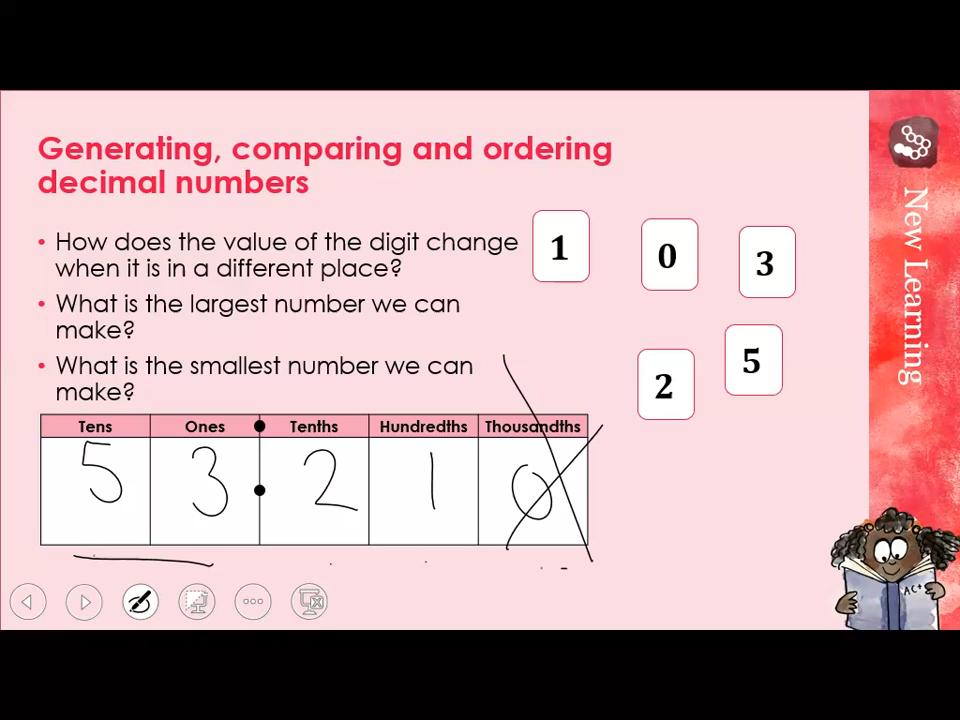 Generating, comparing and ordering
decimal numbers
• How does the value of the digit change
when it is in a different place?
• What is the largest number we can
make?
• What is the smallest number we can
make?
1
0
3
2
5
Tens Ones Tenths Hundredths Thousandths
5 3 . 2 1 0
New Learning
AC+